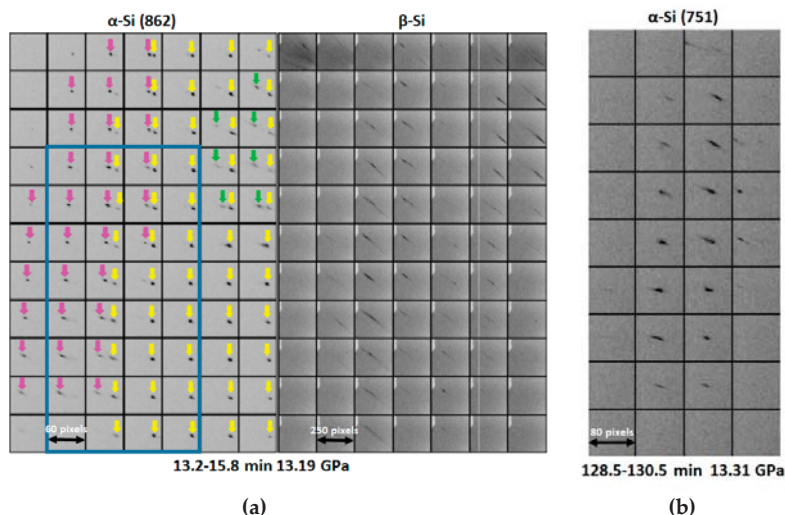 α-Si (862)
β-Si
α-Si (751)
60 pixels
250 pixels
80 pixels
13.2-15.8 min 13.19 GPa
128.5-130.5 min 13.31 GPa
(a)
(b)